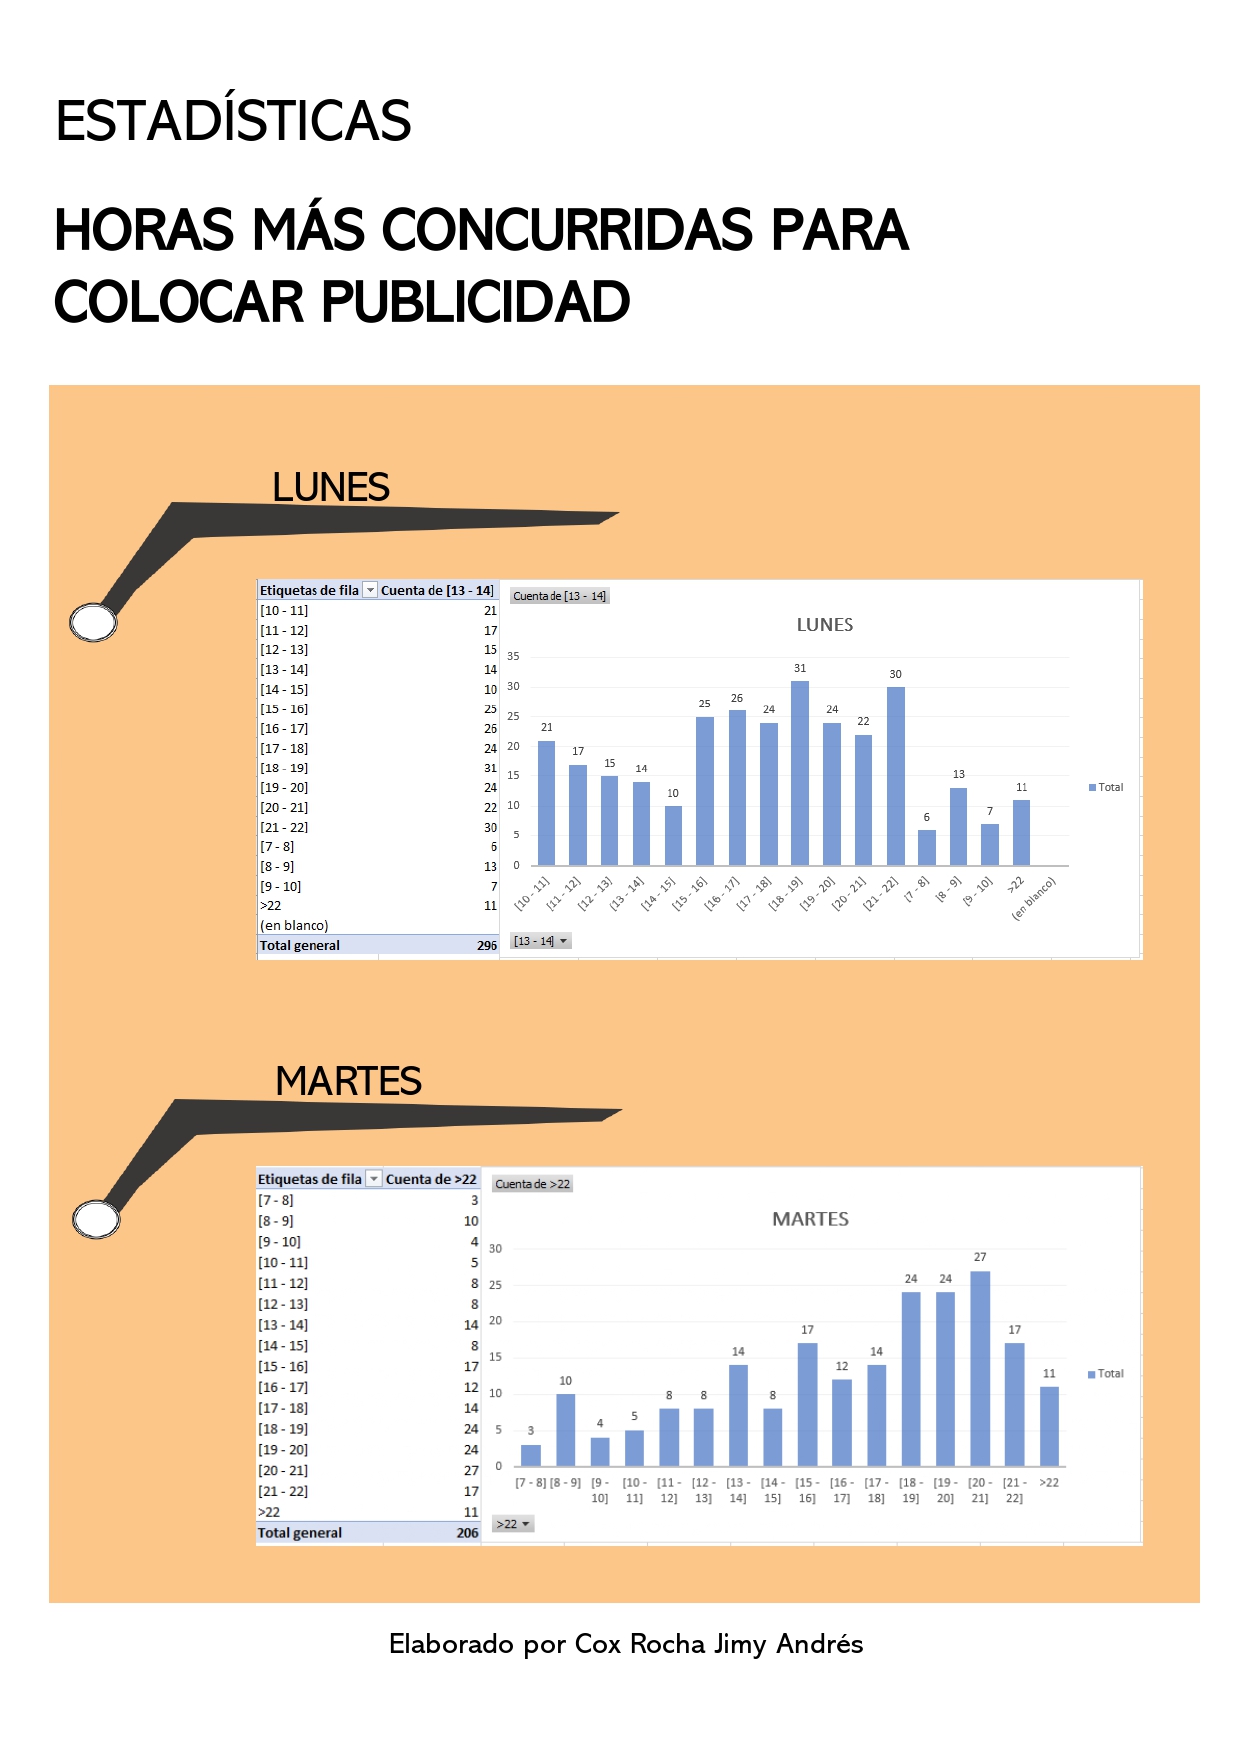 ESTADÍSTICAS
HORAS MÁS CONCURRIDAS PARA
COLOCAR PUBLICIDAD
LUNES
Etiquetas de fila Cuenta de [13 - 14]
[10 - 11] 21
[11 - 12] 17
[12 - 13] 15
[13 - 14] 14
[14 - 15] 10
[15 - 16] 25
[16 - 17] 26
[17 - 18] 24
[18 - 19] 31
[19 - 20] 24
[20 - 21] 22
[21 - 22] 30
[7 - 8] 6
[8 - 9] 13
[9 - 10] 7
>22 11
(en blanco)
Total general 296
Cuenta de [13 - 14]
LUNES
35
30
25
20
15
10
5
0
21 17 15 14 10 25 26 24 31 24 22 30 6 13 7 11
[10 - 11] [11 - 12] [12 - 13] [13 - 14] [14 - 15] [15 - 16] [16 - 17] [17 - 18] [18 - 19] [19 - 20] [20 - 21] [21 - 22] [7 - 8] [8 - 9] [9 - 10] >22 (en blanco)
Total
[13 - 14]
MARTES
Etiquetas de fila Cuenta de >22
[7 - 8] 3
[8 - 9] 10
[9 - 10] 4
[10 - 11] 5
[11 - 12] 8
[12 - 13] 8
[13 - 14] 14
[14 - 15] 8
[15 - 16] 17
[16 - 17] 12
[17 - 18] 14
[18 - 19] 24
[19 - 20] 24
[20 - 21] 27
[21 - 22] 17
>22 11
Total general 206
Cuenta de >22
MARTES
30
25
20
15
10
5
0
3 10 4 5 8 8 14 8 17 12 14 24 24 27 17 11
[7 - 8] [8 - 9] [9 - [10 - [11 - [12 - [13 - [14 - [15 - [16 - [17 - [18 - [19 - [20 - [21 - >22
10] 11] 12] 13] 14] 15] 16] 17] 18] 19] 20] 21] 22]
Total
>22
Elaborado por Cox Rocha Jimy Andrés